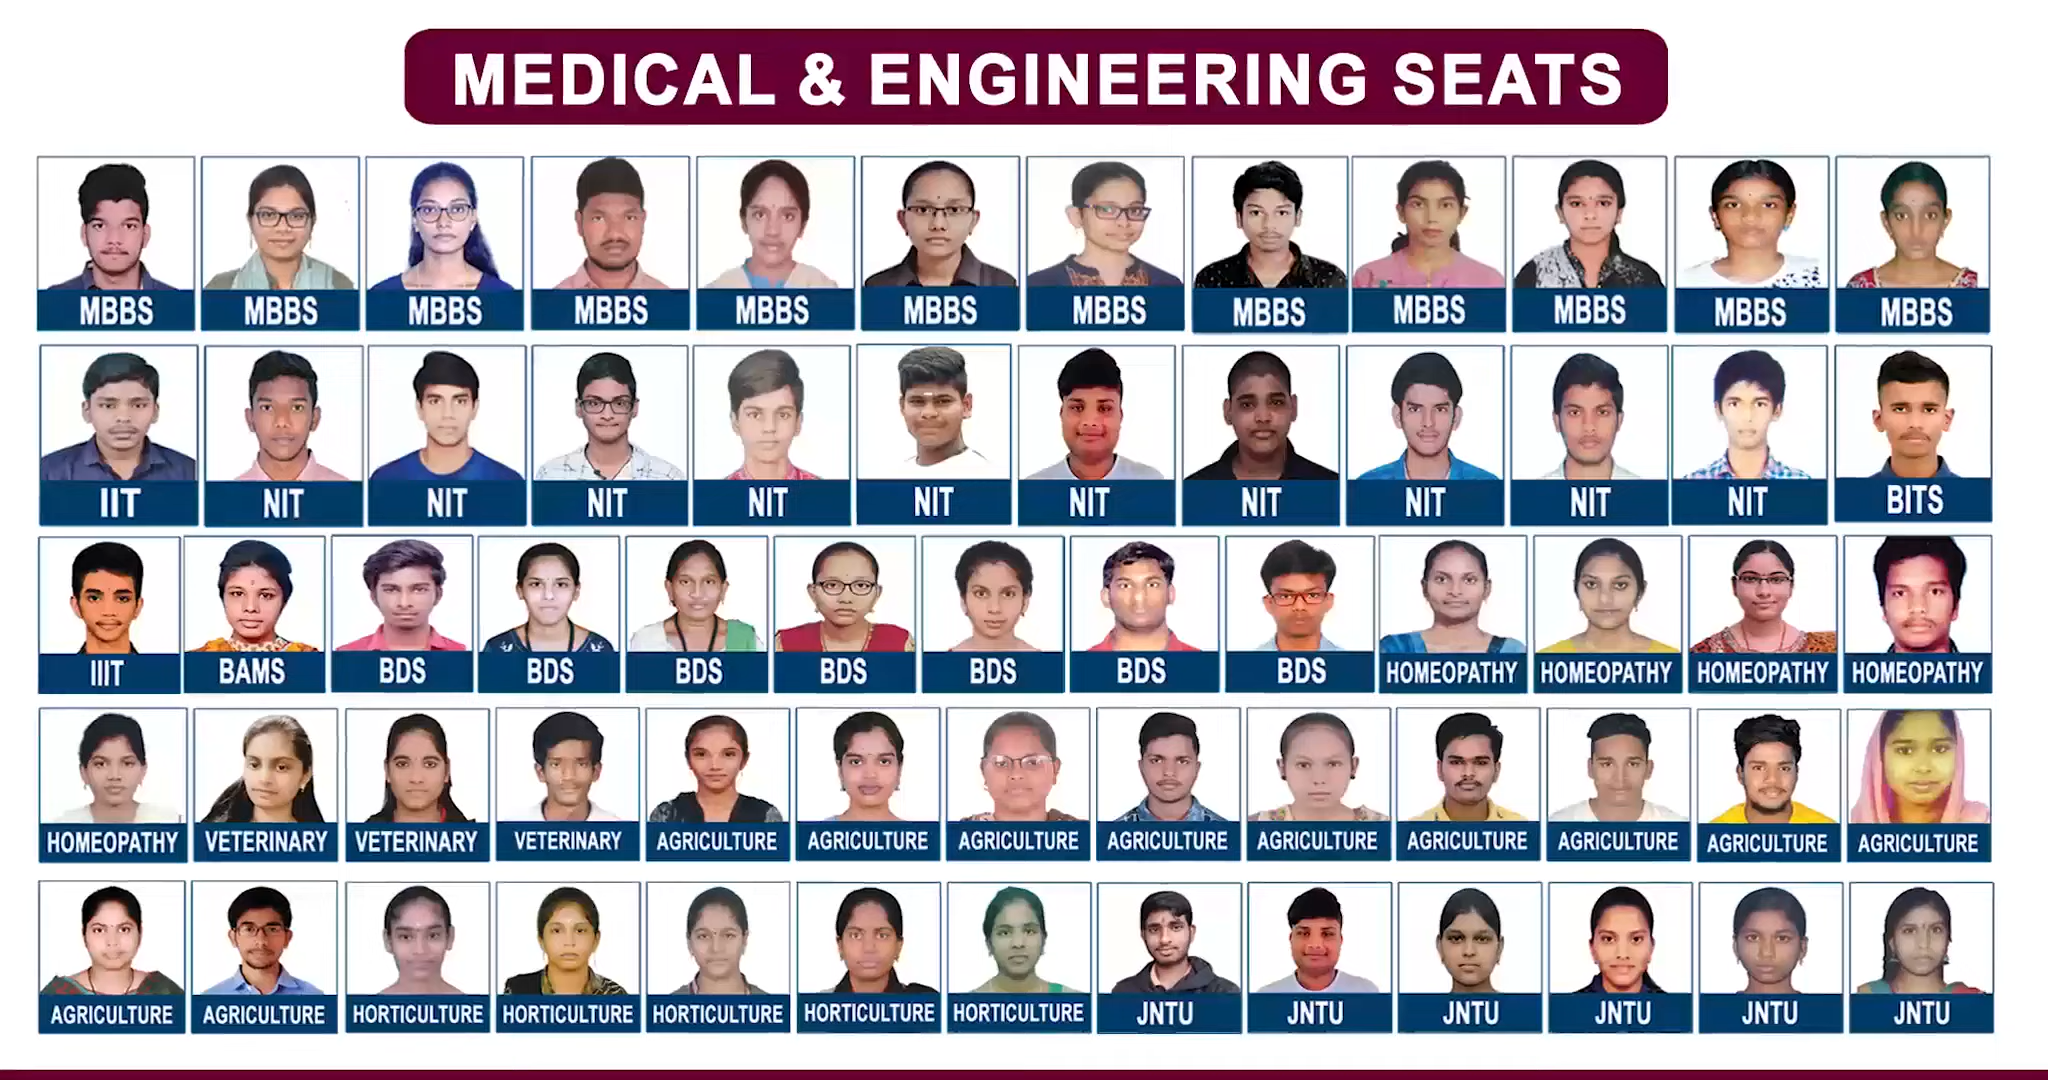 MEDICAL & ENGINEERING SEATS
MBBS MBBS MBBS MBBS MBBS MBBS MBBS MBBS MBBS MBBS MBBS MBBS
IIT NIT NIT NIT NIT NIT NIT NIT NIT NIT NIT BITS
IIIT BAMS BDS BDS BDS BDS BDS BDS BDS HOMEOPATHY HOMEOPATHY HOMEOPATHY HOMEOPATHY
HOMEOPATHY VETERINARY VETERINARY VETERINARY AGRICULTURE AGRICULTURE AGRICULTURE AGRICULTURE AGRICULTURE AGRICULTURE AGRICULTURE AGRICULTURE AGRICULTURE
AGRICULTURE AGRICULTURE HORTICULTURE HORTICULTURE HORTICULTURE HORTICULTURE HORTICULTURE JNTU JNTU JNTU JNTU JNTU JNTU